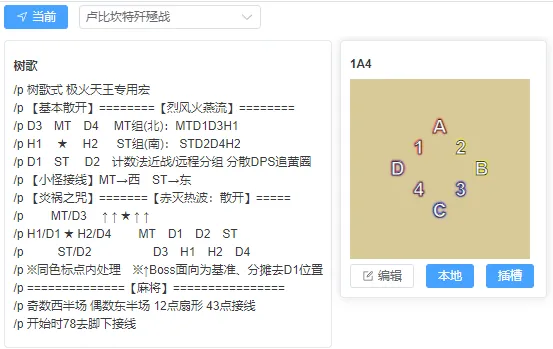 当前
卢比坎特歼殛战
树歌
/p 树歌式 极火天王专用宏
/p 【基本散开】========【烈风火燕流】========
/p D3 MT D4 MT组(北)：MTD1D3H1
/p H1 ★ H2 ST组(南)： STD2D4H2
/p D1 ST D2 计数法近战/远程分组 分散DPS追黄圈
/p 【小怪接线】MT→西 ST→东
/p 【炎祸之咒】=======【赤灭热波：散开】=====
/p MT/D3 ↑↑★↑↑
/p H1/D1 ★ H2/D4 MT D1 D2 ST
/p ST/D2 D3 H1 H2 D4
/p ※同色标点内处理 ※↑Boss面向为基准、分摊去D1位置
/p ==============【麻将】================
/p 奇数西半场 偶数东半场 12点扇形 43点接线
/p 开始时78去脚下接线
1A4
A
1 2
D B
4 3
C
编辑 本地 插槽